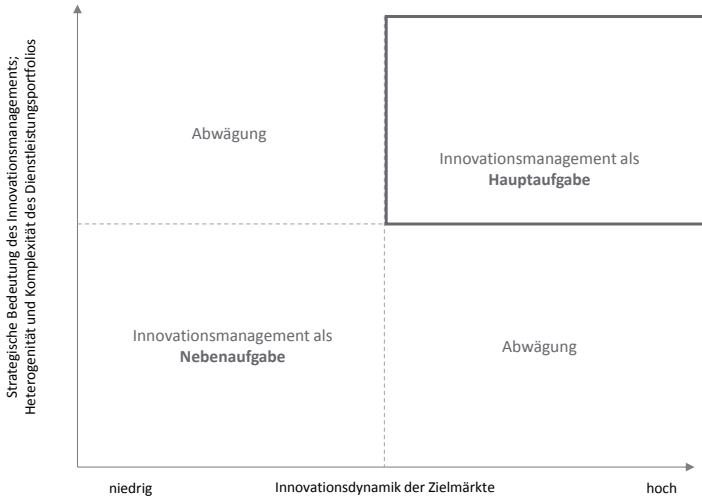 Strategische Bedeutung des Innovationsmanagements;
Heterogenität und Komplexität des Dienstleistungsportfolios
Abwägung
Innovationsmanagement als
Hauptaufgabe
Innovationsmanagement als
Nebenaufgabe
Abwägung
niedrig
Innovationsdynamik der Zielmärkte
hoch